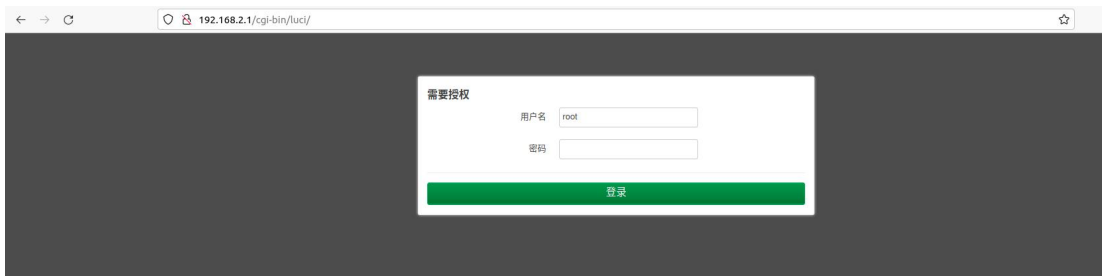 192.168.2.1/cgi-bin/luci/
需要授权
用户名 root
密码
登录